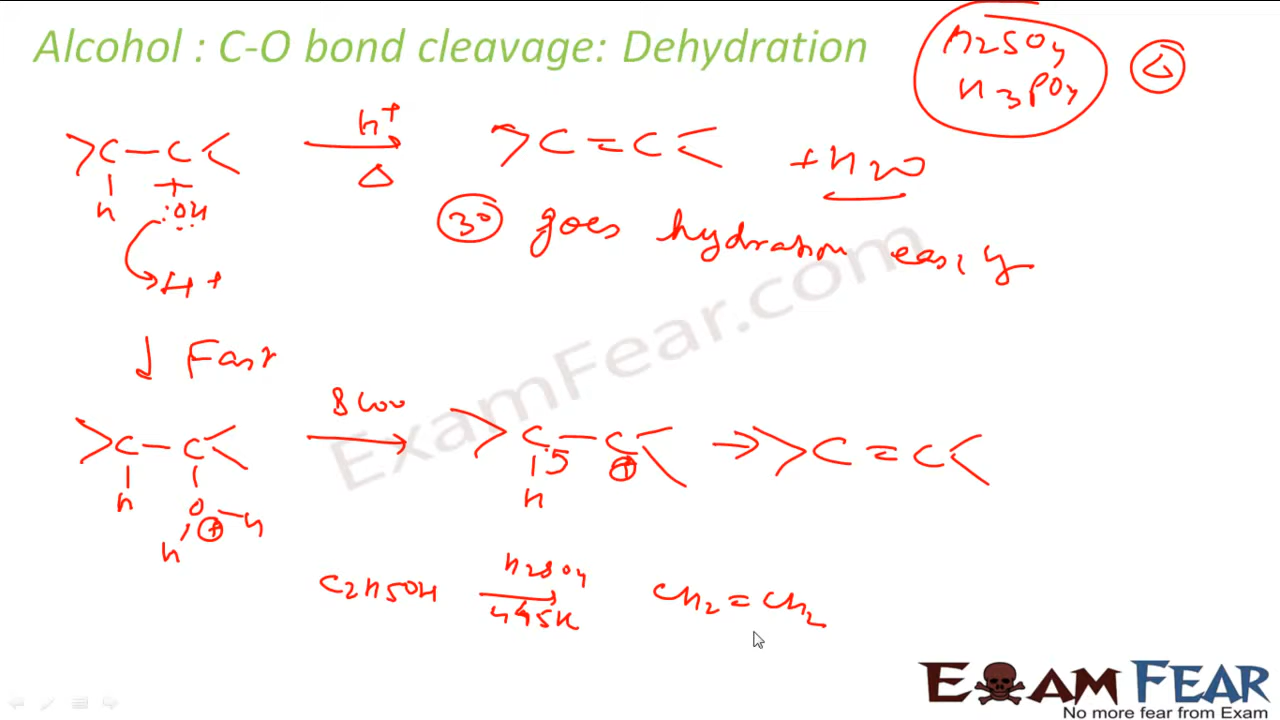 Alcohol : C-O bond cleavage: Dehydration
H2SO4
H3PO4
Δ
>C-C<
H
:OH
H+
Δ
>C=C<
+H2O
3° goes hydration easily
H+
↓ Fast
>C-C<
H
O
+
H
H
Slow
>C-C<
H
+
→ >C=C<
C2H5OH
H2SO4
445K
CH2=CH2
ExamFear.com
EXAM FEAR
No more fear from Exam